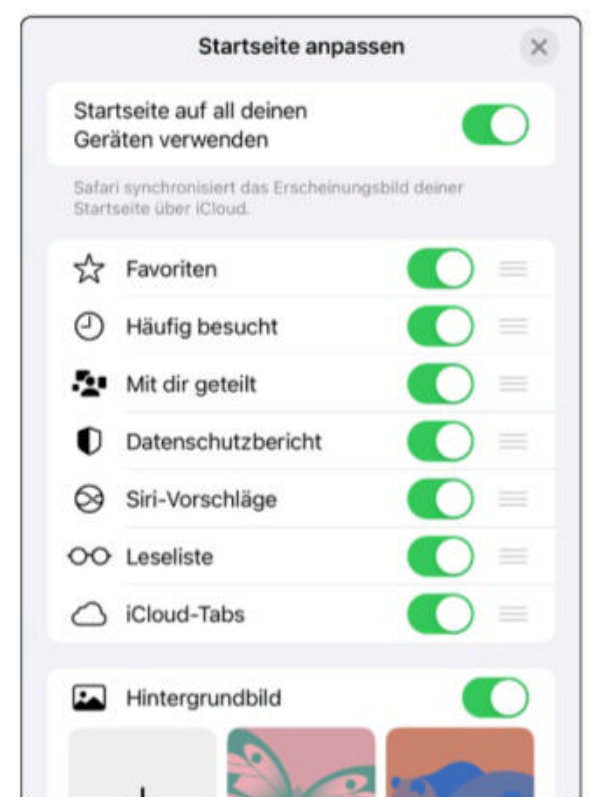 Startseite anpassen
Startseite auf all deinen
Geräten verwenden
Safari synchronisiert das Erscheinungsbild deiner
Startseite über iCloud.
Favoriten
Häufig besucht
Mit dir geteilt
Datenschutzbericht
Siri-Vorschläge
Leseliste
iCloud-Tabs
Hintergrundbild